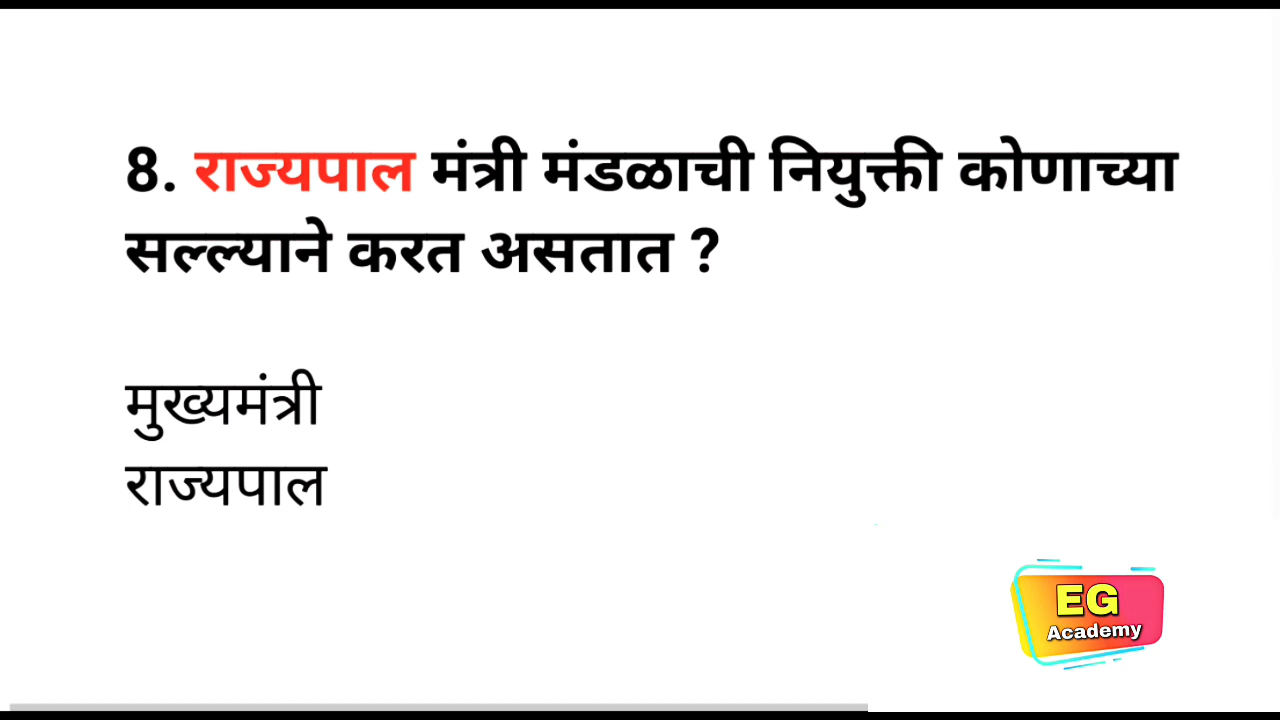 8. राज्यपाल मंत्री मंडळाची नियुक्ती कोणाच्या
सल्ल्याने करत असतात ?
मुख्यमंत्री
राज्यपाल
EG
Academy